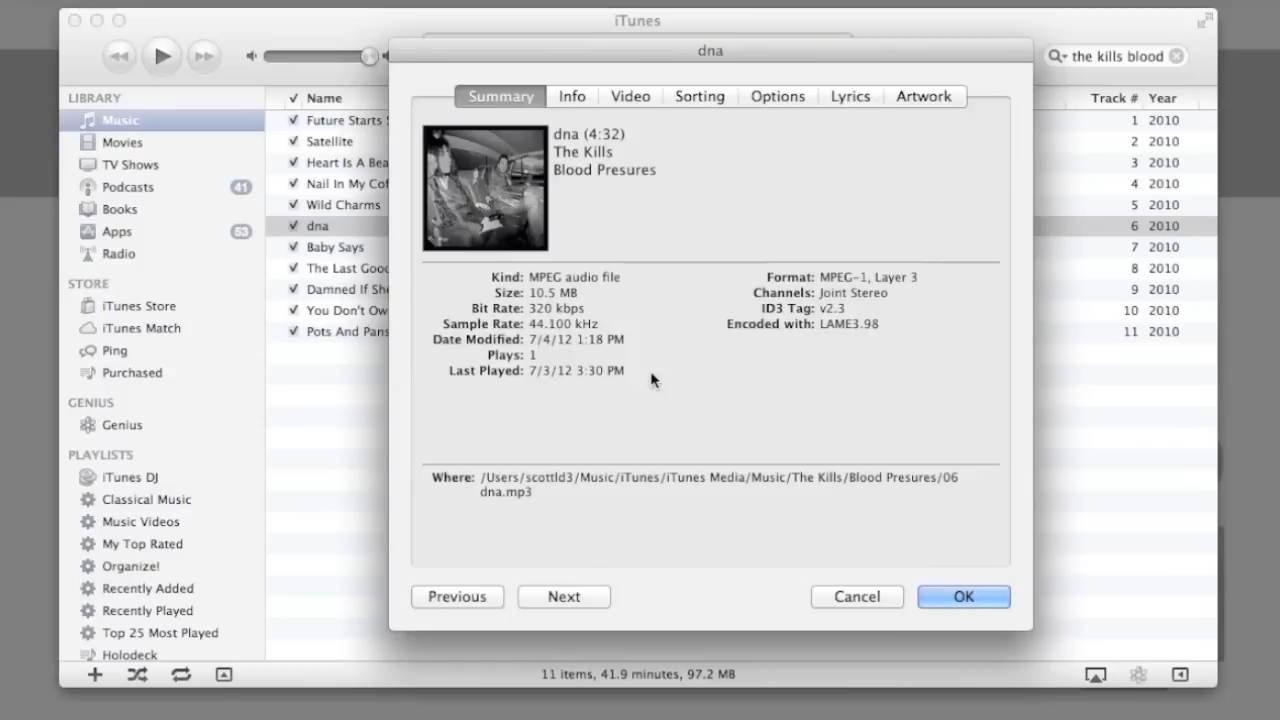 iTunes
dna
the kills blood
LIBRARY
Music
Movies
TV Shows
Podcasts 41
Books
Apps 53
Radio
STORE
iTunes Store
iTunes Match
Ping
Purchased
GENIUS
Genius
PLAYLISTS
iTunes DJ
Classical Music
Music Videos
My Top Rated
Organize!
Recently Added
Recently Played
Top 25 Most Played
Holodeck
✓ Name Track # Year
✓ Future Starts 1 2010
✓ Satellite 2 2010
✓ Heart Is A Bea 3 2010
✓ Nail In My Cof 4 2010
✓ Wild Charms 5 2010
✓ dna 6 2010
✓ Baby Says 7 2010
✓ The Last Good 8 2010
✓ Damned If She 9 2010
✓ You Don't Ow 10 2010
✓ Pots And Pans 11 2010
Summary Info Video Sorting Options Lyrics Artwork
dna (4:32)
The Kills
Blood Presures
Kind: MPEG audio file
Size: 10.5 MB
Bit Rate: 320 kbps
Sample Rate: 44.100 kHz
Date Modified: 7/4/12 1:18 PM
Plays: 1
Last Played: 7/3/12 3:30 PM
Format: MPEG-1, Layer 3
Channels: Joint Stereo
ID3 Tag: v2.3
Encoded with: LAME3.98
Where: /Users/scottld3/Music/iTunes/iTunes Media/Music/The Kills/Blood Presures/06
dna.mp3
Previous Next Cancel OK
11 items, 41.9 minutes, 97.2 MB